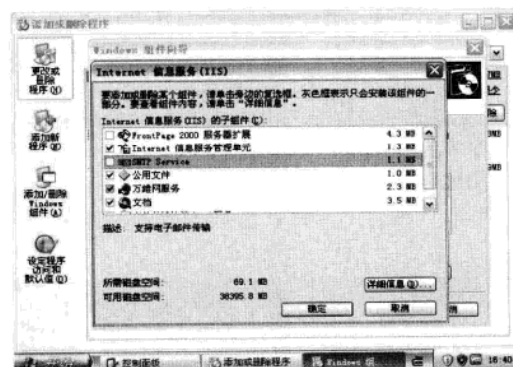 添加或删除程序
Windows 组件向导
更改或
删除
程序(O)
添加新
程序(N)
添加/删除
Windows
组件(A)
设定程序
访问和
默认值(O)
Internet 信息服务 (IIS)
要添加或删除某个组件，请单击旁边的复选框。灰色框表示只会安装该组件的一
部分。要查看组件内容，请单击“详细信息”。
Internet 信息服务(IIS) 的子组件(C):
FrontPage 2000 服务器扩展 4.3 MB
Internet 信息服务管理单元 1.3 MB
SMTP Service 1.1 MB
公用文件 1.0 MB
万维网服务 2.3 MB
文档 3.5 MB
描述: 支持电子邮件传输
所需磁盘空间: 69.1 MB
可用磁盘空间: 38395.8 MB
详细信息(D)...
确定
取消
控制面板
添加或删除程序
Windows 组
16:40